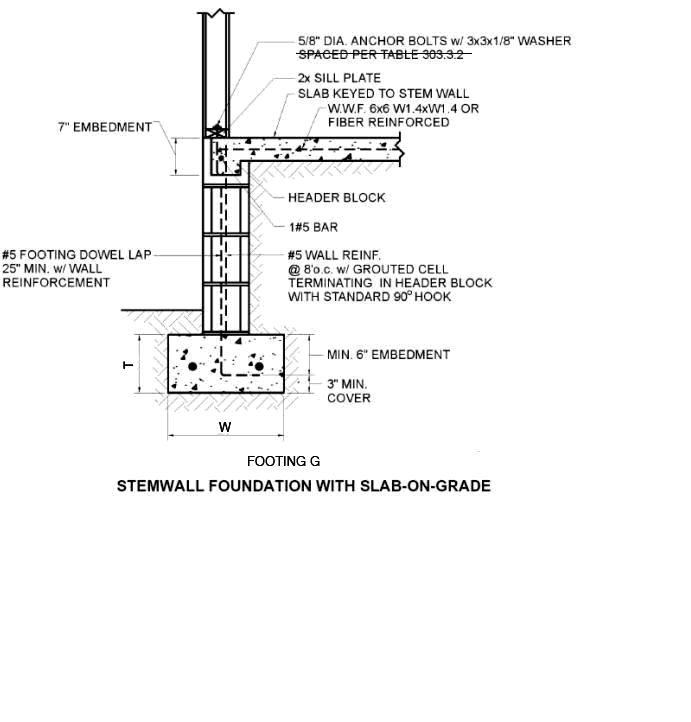 5/8" DIA. ANCHOR BOLTS w/ 3x3x1/8" WASHER
SPACED PER TABLE 303.3.2
2x SILL PLATE
SLAB KEYED TO STEM WALL
W.W.F. 6x6 W1.4xW1.4 OR
FIBER REINFORCED
7" EMBEDMENT
HEADER BLOCK
1#5 BAR
#5 FOOTING DOWEL LAP
25" MIN. w/ WALL
REINFORCEMENT
#5 WALL REINF.
@ 8'o.c. w/ GROUTED CELL
TERMINATING IN HEADER BLOCK
WITH STANDARD 90° HOOK
T
MIN. 6" EMBEDMENT
3" MIN.
COVER
W
FOOTING G
STEMWALL FOUNDATION WITH SLAB-ON-GRADE